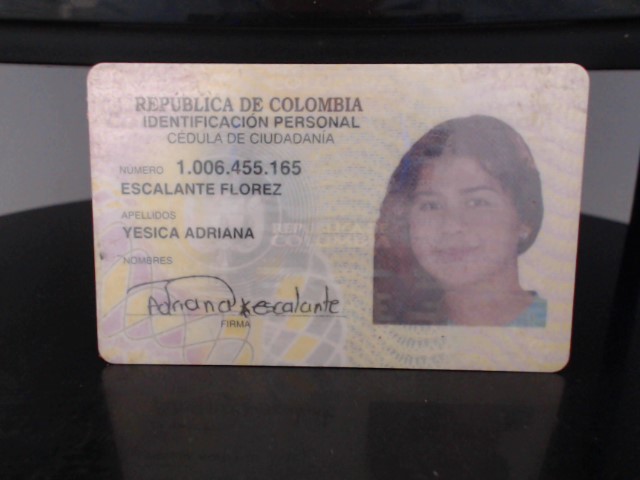 REPUBLICA DE COLOMBIA
IDENTIFICACIÓN PERSONAL
CÉDULA DE CIUDADANÍA
NUMERO 1.006.455.165
ESCALANTE FLOREZ
APELLIDOS
YESICA ADRIANA
NOMBRES
REPUBLICA DE
COLOMBIA
Adriana escalante
FIRMA